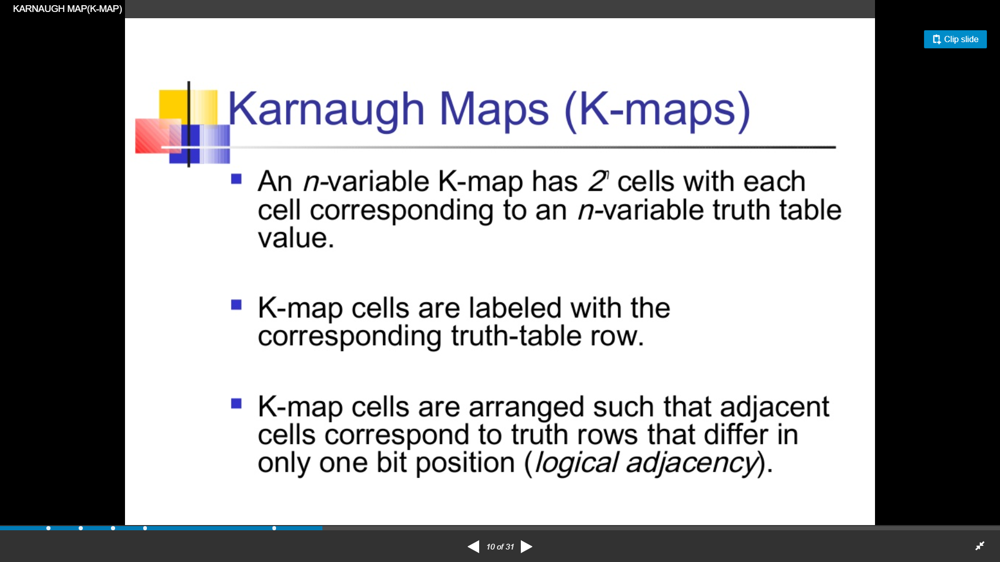 KARNAUGH MAP(K-MAP)
Clip slide
Karnaugh Maps (K-maps)
An n-variable K-map has 2ⁿ cells with each
cell corresponding to an n-variable truth table
value.
K-map cells are labeled with the
corresponding truth-table row.
K-map cells are arranged such that adjacent
cells correspond to truth rows that differ in
only one bit position (logical adjacency).
10 of 31